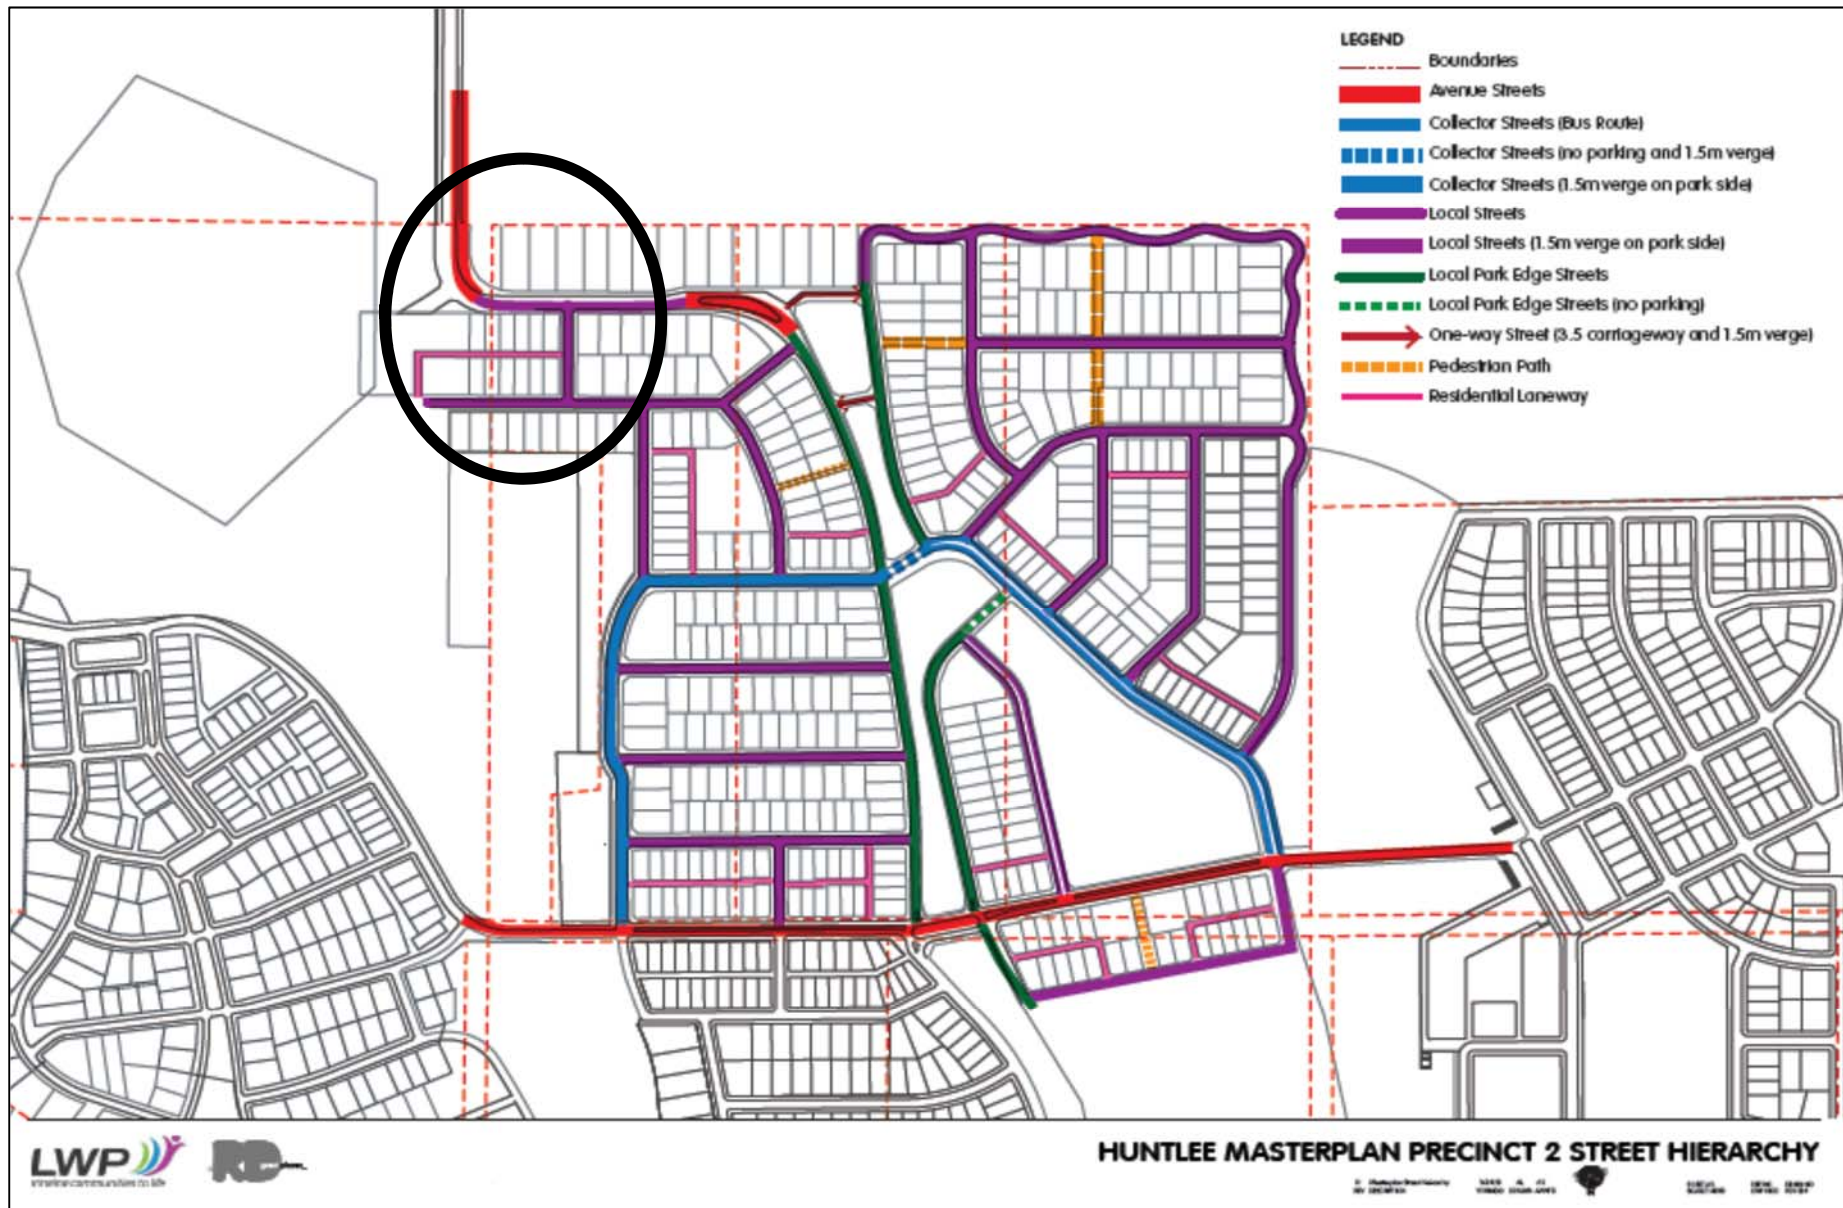 LEGEND
Boundaries
Avenue Streets
Collector Streets (Bus Route)
Collector Streets (no parking and 1.5m verge)
Collector Streets (1.5m verge on park side)
Local Streets
Local Streets (1.5m verge on park side)
Local Park Edge Streets
Local Park Edge Streets (no parking)
One-way Street (3.5 carriageway and 1.5m verge)
Pedestrian Path
Residential Laneway
LWP
HUNTLEE MASTERPLAN PRECINCT 2 STREET HIERARCHY